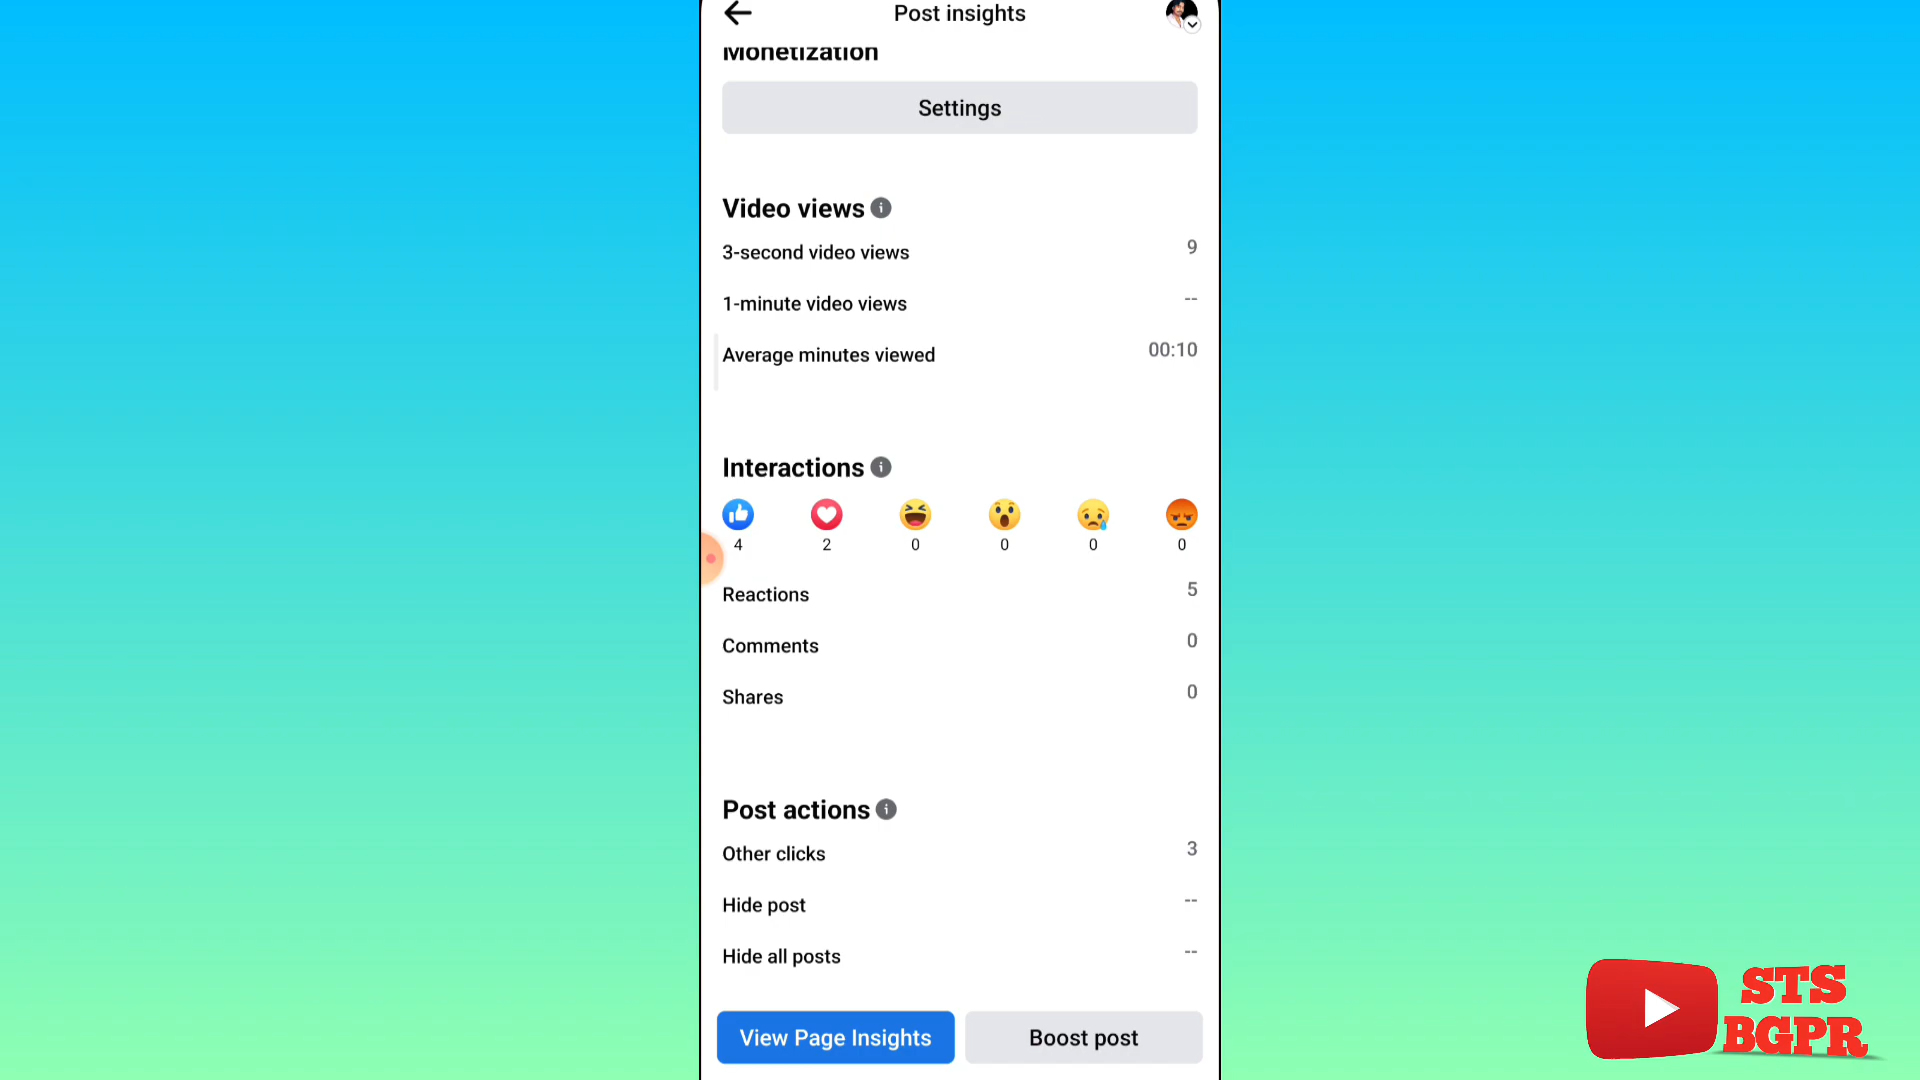 Post insights
Monetization
Settings
Video views
3-second video views 9
1-minute video views --
Average minutes viewed 00:10
Interactions
4 2 0 0 0 0
Reactions 5
Comments 0
Shares 0
Post actions
Other clicks 3
Hide post --
Hide all posts --
View Page Insights Boost post
STS
BGPR